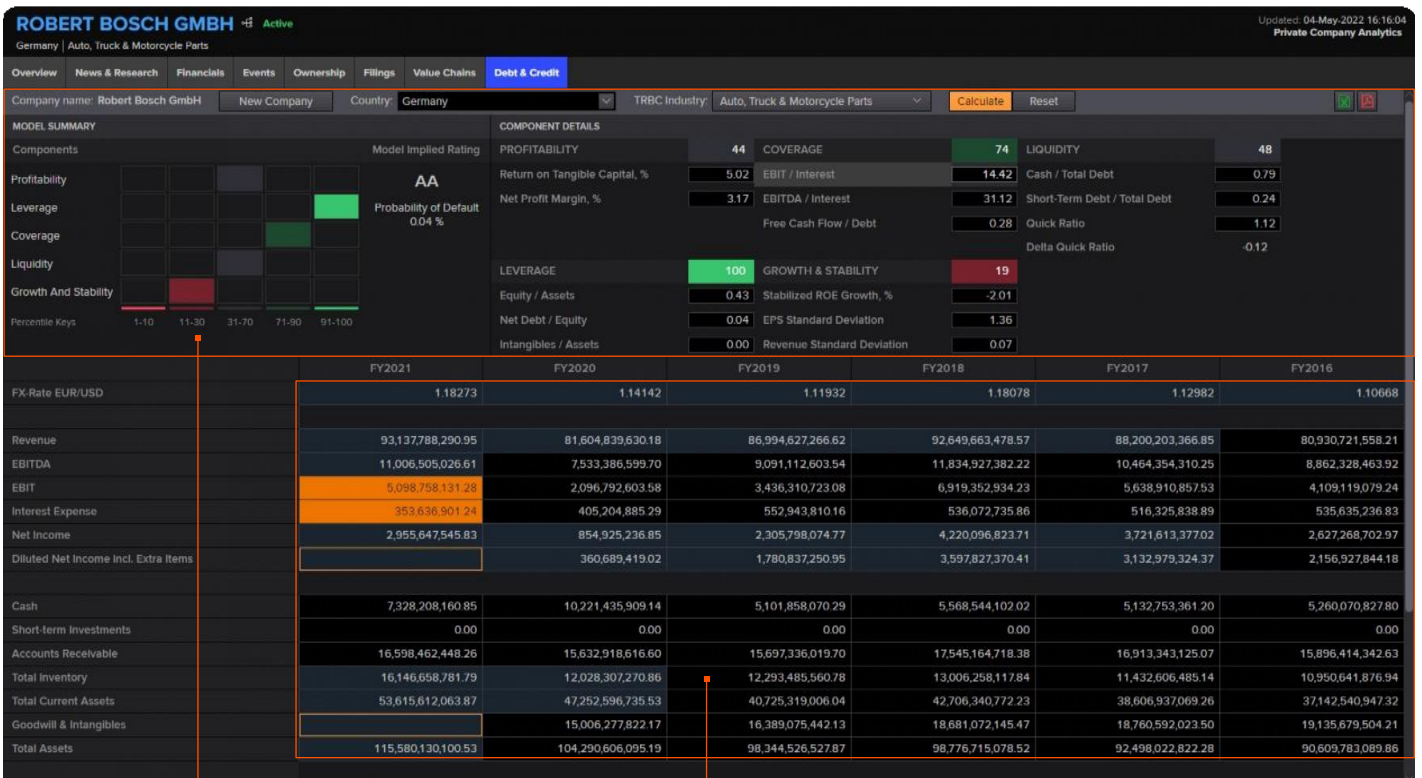 ROBERT BOSCH GMBH Active
Updated: 04-May-2022 16:16:04
Germany | Auto, Truck & Motorcycle Parts
Private Company Analytics
Overview News & Research Financials Events Ownership Filings Value Chains Debt & Credit
Company name: Robert Bosch GmbH New Company Country: Germany TRBC Industry: Auto, Truck & Motorcycle Parts Calculate Reset
MODEL SUMMARY
Components Model Implied Rating
Profitability AA
Leverage Probability of Default
0.04 %
Coverage
Liquidity
Growth And Stability
Percentile Keys 1-10 11-30 31-70 71-90 91-100
COMPONENT DETAILS
PROFITABILITY 44 COVERAGE 74 LIQUIDITY 48
Return on Tangible Capital, % 5.02 EBIT / Interest 14.42 Cash / Total Debt 0.79
Net Profit Margin, % 3.17 EBITDA / Interest 31.12 Short-Term Debt / Total Debt 0.24
Free Cash Flow / Debt 0.28 Quick Ratio 1.12
Delta Quick Ratio -0.12
LEVERAGE 100 GROWTH & STABILITY 19
Equity / Assets 0.43 Stabilized ROE Growth, % -2.01
Net Debt / Equity 0.04 EPS Standard Deviation 1.36
Intangibles / Assets 0.00 Revenue Standard Deviation 0.07
FY2021 FY2020 FY2019 FY2018 FY2017 FY2016
FX-Rate EUR/USD 1.18273 1.14142 1.11932 1.18078 1.12982 1.10668
Revenue 93,137,788,290.95 81,604,839,630.18 86,994,627,266.62 92,649,663,478.57 88,200,203,366.85 80,930,721,558.21
EBITDA 11,006,505,026.61 7,533,386,599.70 9,091,112,603.54 11,834,927,382.22 10,464,354,310.25 8,862,328,463.92
EBIT 5,098,758,131.28 2,096,792,603.58 3,436,310,723.08 6,919,352,934.23 5,638,910,857.53 4,109,119,079.24
Interest Expense 353,636,901.24 405,204,885.29 552,943,810.16 536,072,735.86 516,325,838.89 535,635,236.83
Net Income 2,955,647,545.83 854,925,236.85 2,305,798,074.77 4,220,096,823.71 3,721,613,377.02 2,627,268,702.97
Diluted Net Income Incl. Extra Items 360,689,419.02 1,780,837,250.95 3,597,827,370.41 3,132,979,324.37 2,156,927,844.18
Cash 7,328,208,160.85 10,221,435,909.14 5,101,858,070.29 5,568,544,102.02 5,132,753,361.20 5,260,070,827.80
Short-term Investments 0.00 0.00 0.00 0.00 0.00 0.00
Accounts Receivable 16,598,462,448.26 15,632,918,616.60 15,697,336,019.70 17,545,164,718.38 16,913,343,125.07 15,896,414,342.63
Total Inventory 16,146,658,781.79 12,028,307,270.86 12,293,485,560.78 13,006,258,117.84 11,432,606,485.14 10,950,641,876.94
Total Current Assets 53,615,612,063.87 47,252,596,735.53 40,725,319,006.04 42,706,340,772.23 38,606,937,069.26 37,142,540,947.32
Goodwill & Intangibles 15,006,277,822.17 16,389,075,442.13 18,681,072,145.47 18,760,592,023.50 19,135,679,504.21
Total Assets 115,580,130,100.53 104,290,606,095.19 98,344,526,527.87 98,776,715,078.52 92,498,022,822.28 90,609,783,089.86